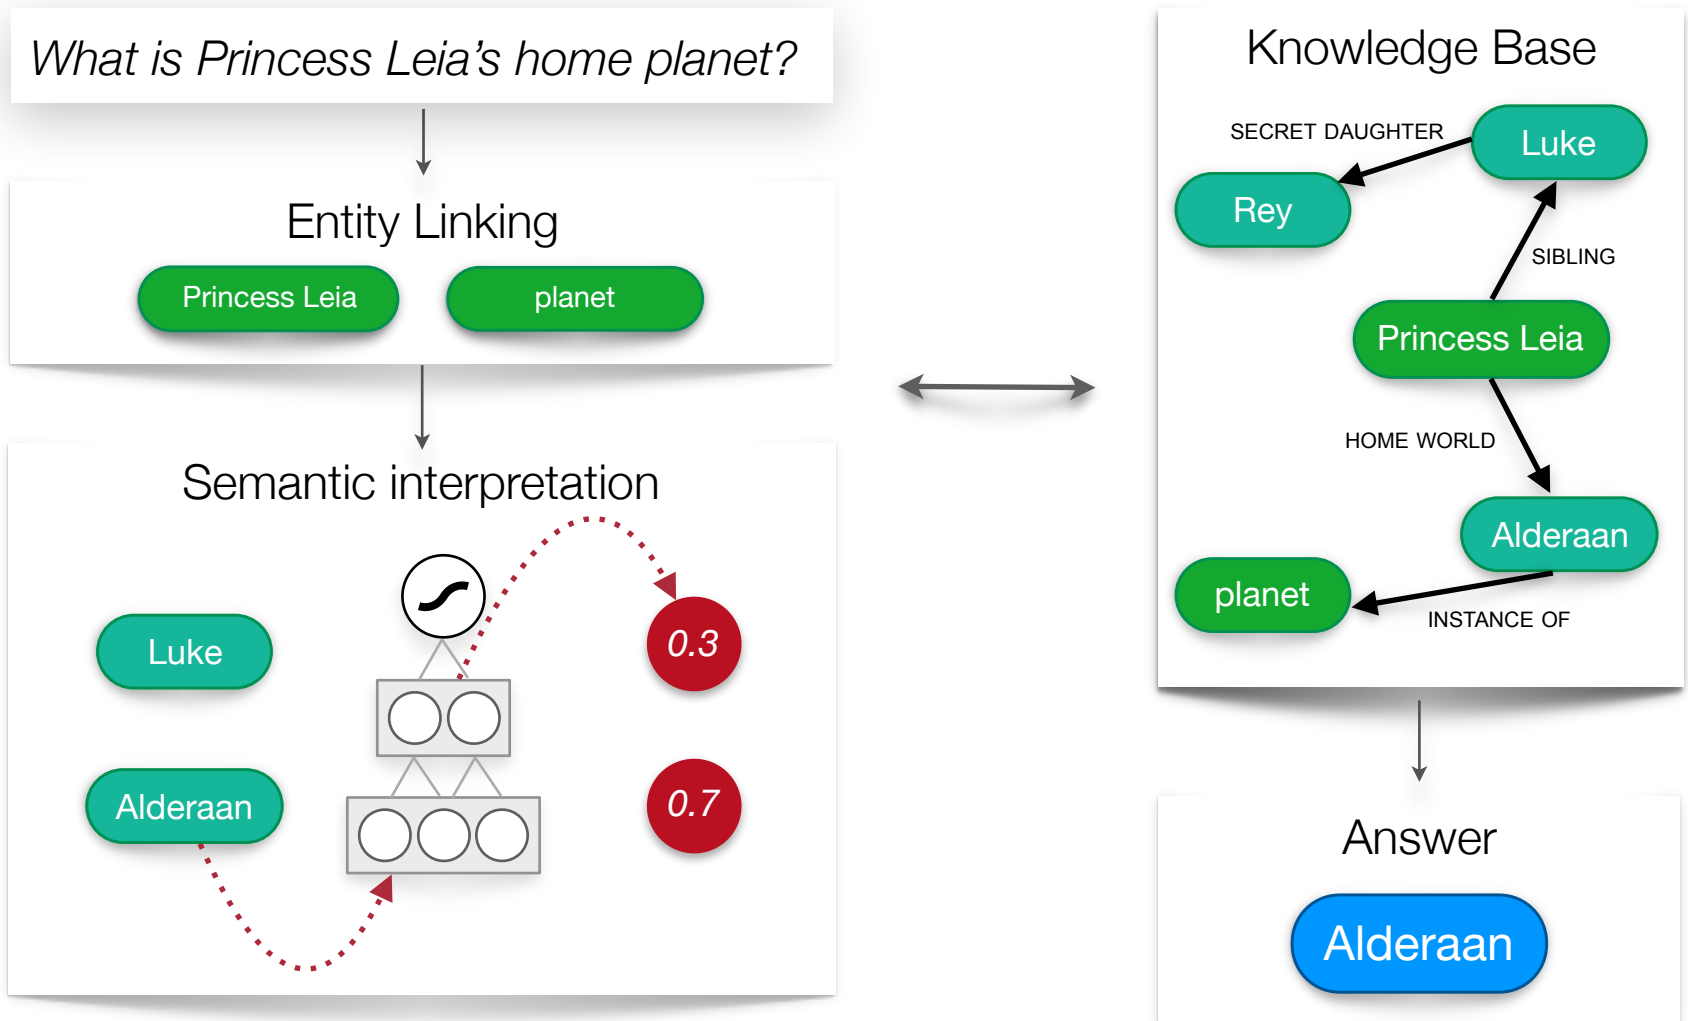 What is Princess Leia's home planet?
Entity Linking
Princess Leia
planet
Semantic interpretation
Luke
0.3
Alderaan
0.7
Knowledge Base
SECRET DAUGHTER
Luke
Rey
SIBLING
Princess Leia
HOME WORLD
Alderaan
planet
INSTANCE OF
Answer
Alderaan